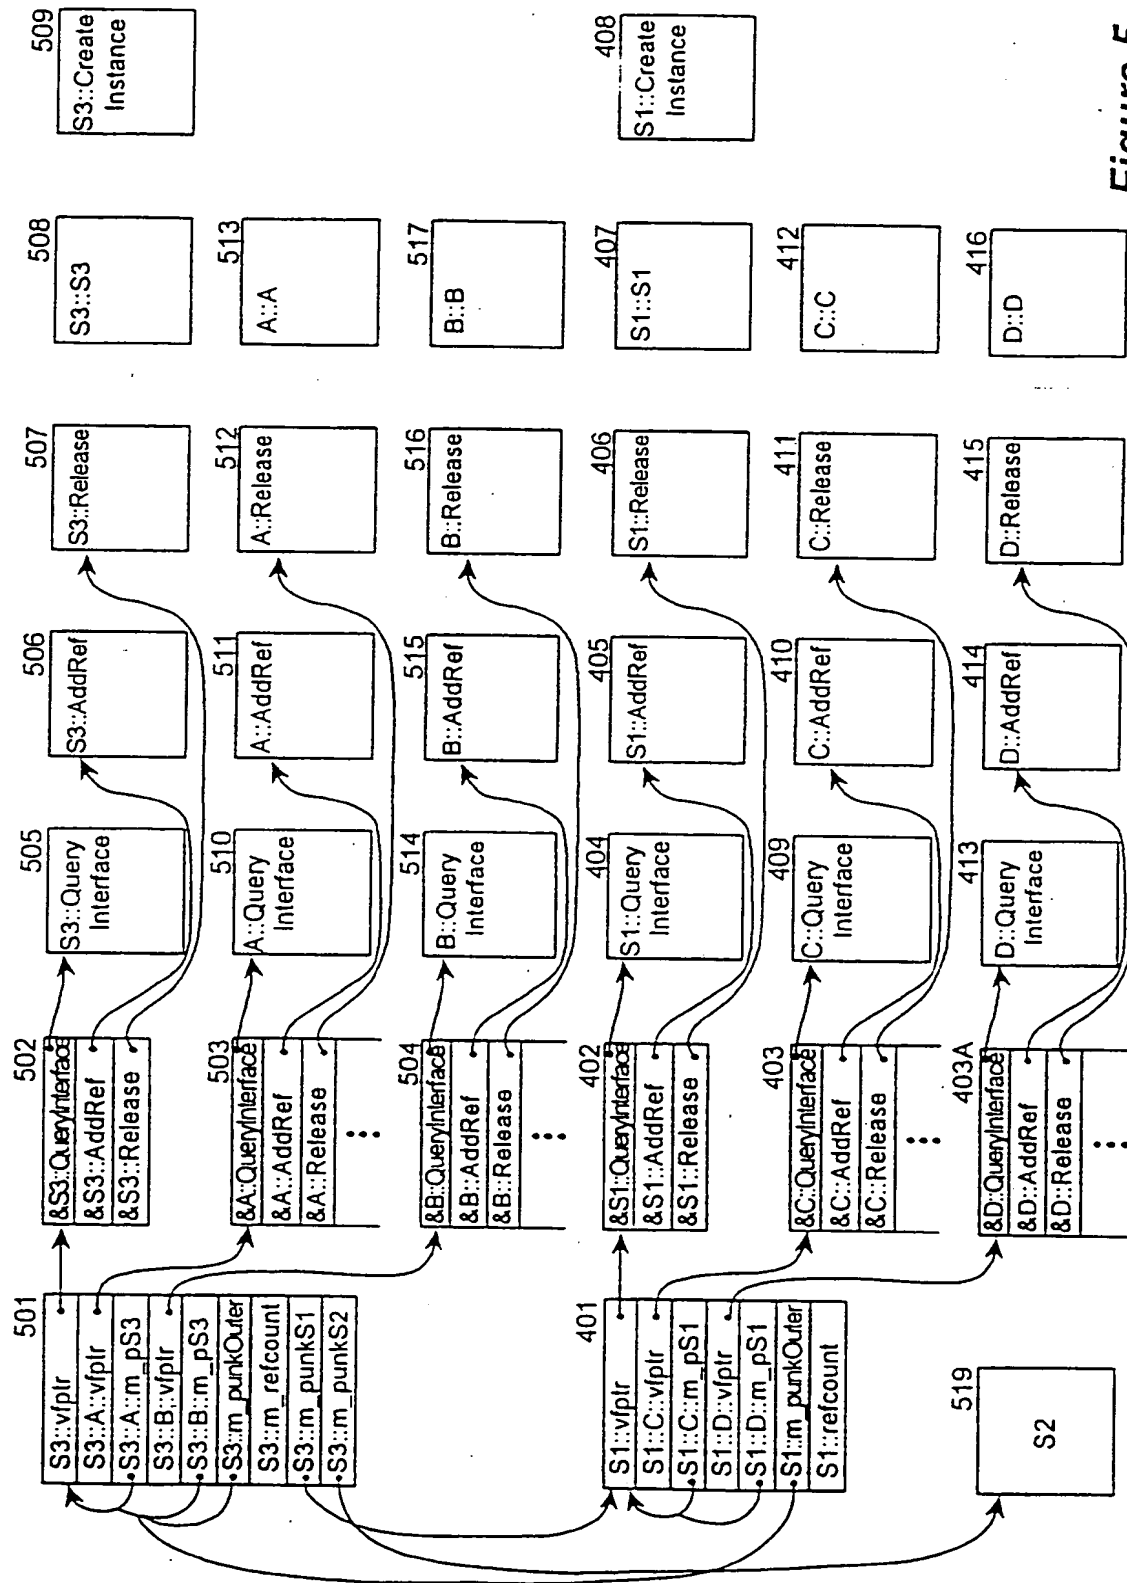 509
S3::Create
Instance
408
S1::Create
Instance
508
S3::S3
513
A::A
517
B::B
407
S1::S1
412
C::C
416
D::D
507
S3::Release
512
A::Release
516
B::Release
406
S1::Release
411
C::Release
415
D::Release
506
S3::AddRef
511
A::AddRef
515
B::AddRef
405
S1::AddRef
410
C::AddRef
414
D::AddRef
505
S3::Query
Interface
510
A::Query
Interface
514
B::Query
Interface
404
S1::Query
Interface
409
C::Query
Interface
413
D::Query
Interface
502
&S3::QueryInterface
&S3::AddRef
&S3::Release
503
&A::QueryInterface
&A::AddRef
&A::Release
504
&B::QueryInterface
&B::AddRef
&B::Release
402
&S1::QueryInterface
&S1::AddRef
&S1::Release
403
&C::QueryInterface
&C::AddRef
&C::Release
403A
&D::QueryInterface
&D::AddRef
&D::Release
501
S3::vfptr
S3::A::vfptr
S3::A::m_pS3
S3::B::vfptr
S3::B::m_pS3
S3::m_punkOuter
S3::m_refcount
S3::m_punkS1
S3::m_punkS2
401
S1::vfptr
S1::C::vfptr
S1::C::m_pS1
S1::D::vfptr
S1::D::m_pS1
S1::m_punkOuter
S1::refcount
519
S2
Figure 5